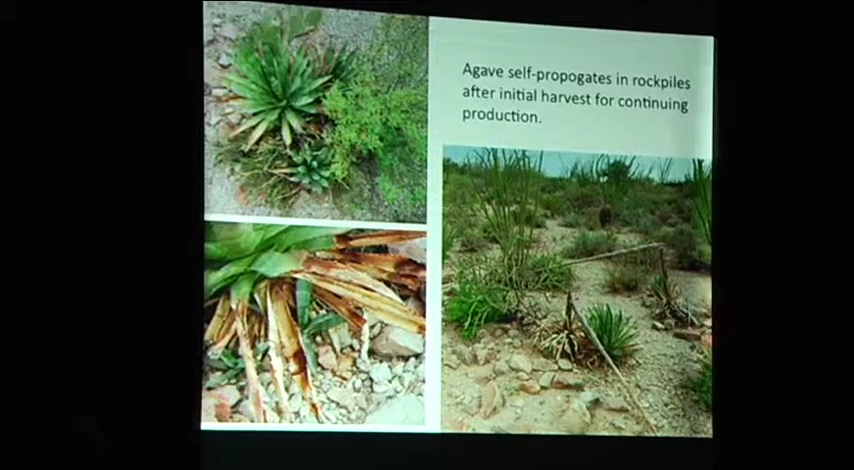 Agave self-propogates in rockpiles
after initial harvest for continuing
production.